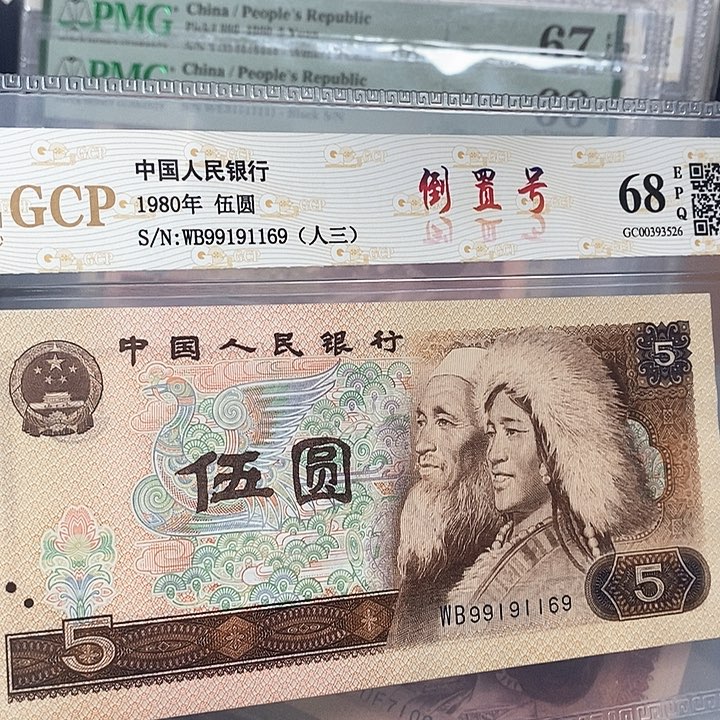 PMG China / People's Republic
67
PMG China / People's Republic
GCP
中国人民银行
1980年 伍圆
S/N:WB99191169（人三）
倒置号
68
EPQ
GC00393526
中国人民银行
5
伍圆
WB99191169
5
5